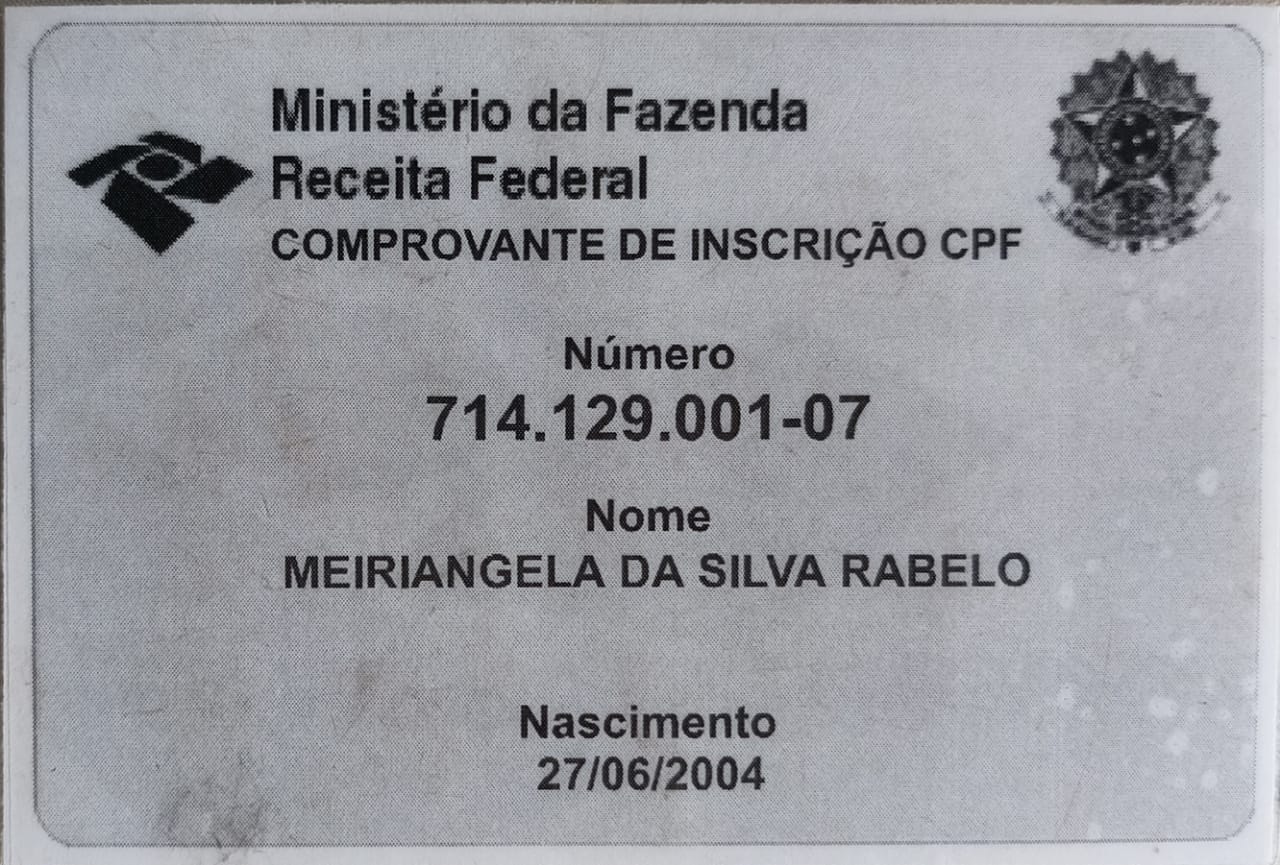 Ministério da Fazenda
Receita Federal
COMPROVANTE DE INSCRIÇÃO CPF
Número
714.129.001-07
Nome
MEIRIANGELA DA SILVA RABELO
Nascimento
27/06/2004